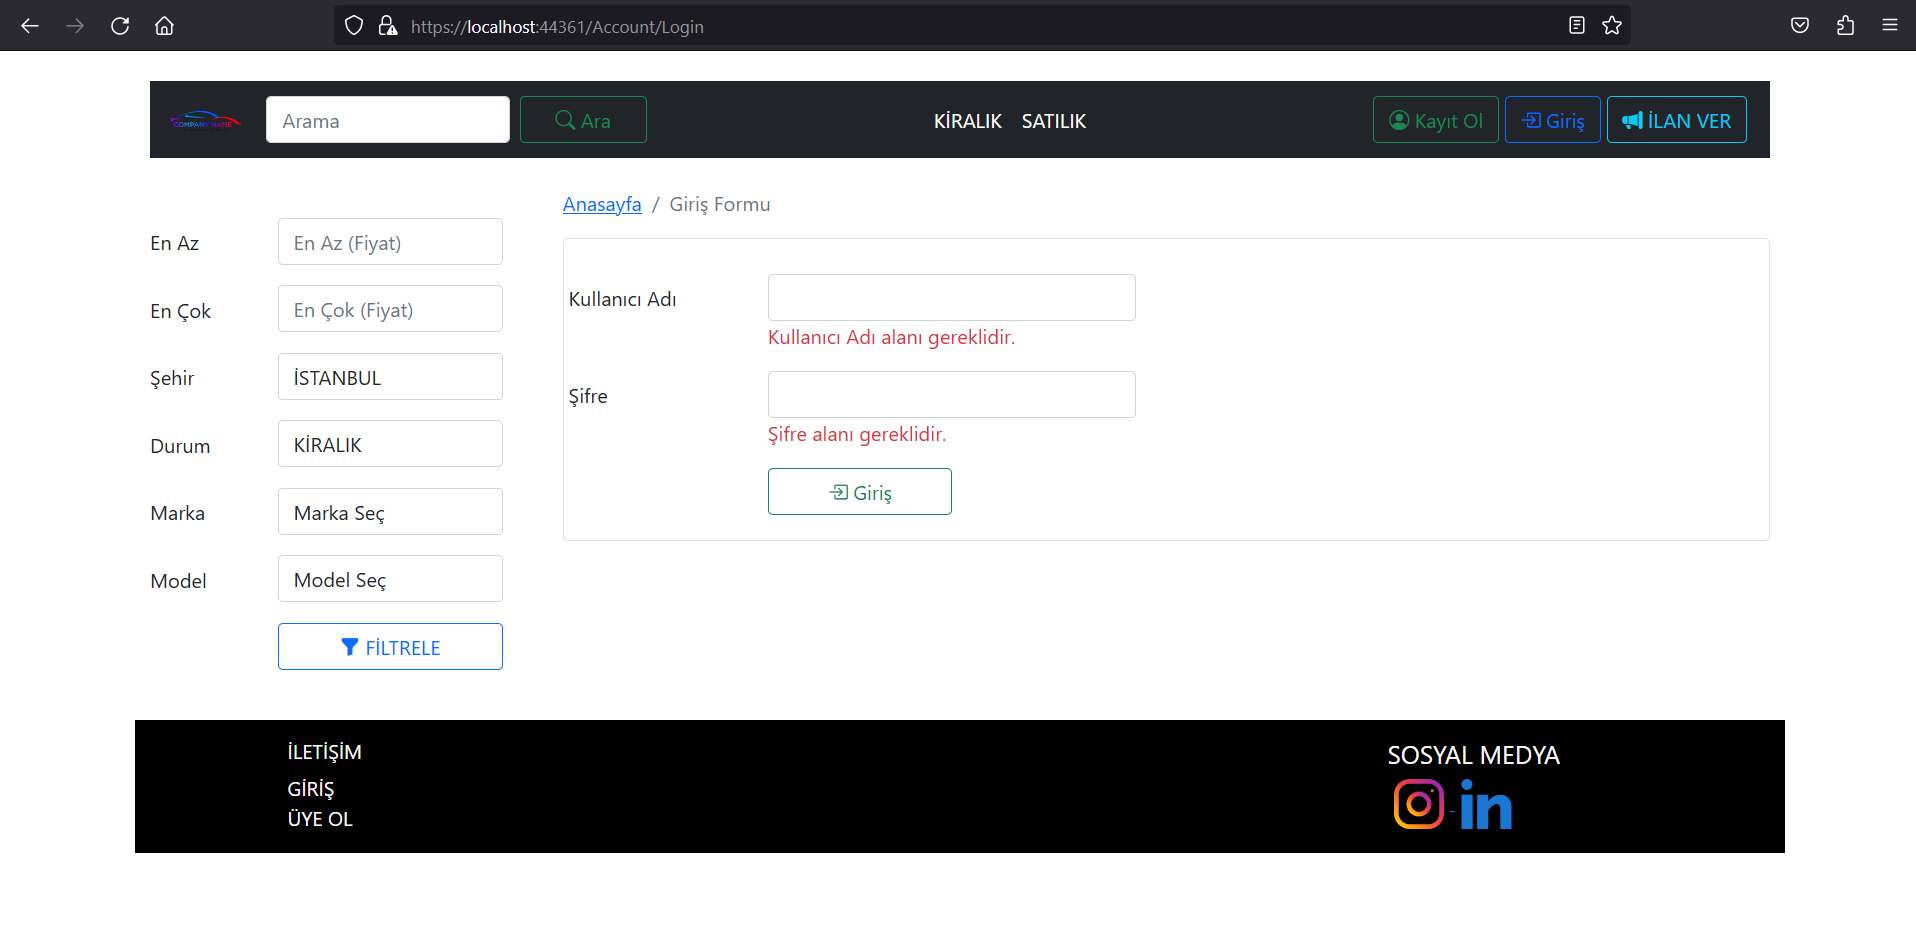 https://localhost:44361/Account/Login
COMPANY NAME
Arama
Ara
KİRALIK
SATILIK
Kayıt Ol
Giriş
İLAN VER
Anasayfa / Giriş Formu
En Az
En Az (Fiyat)
En Çok
En Çok (Fiyat)
Şehir
İSTANBUL
Durum
KİRALIK
Marka
Marka Seç
Model
Model Seç
FİLTRELE
Kullanıcı Adı
Kullanıcı Adı alanı gereklidir.
Şifre
Şifre alanı gereklidir.
Giriş
İLETİŞİM
GİRİŞ
ÜYE OL
SOSYAL MEDYA
in